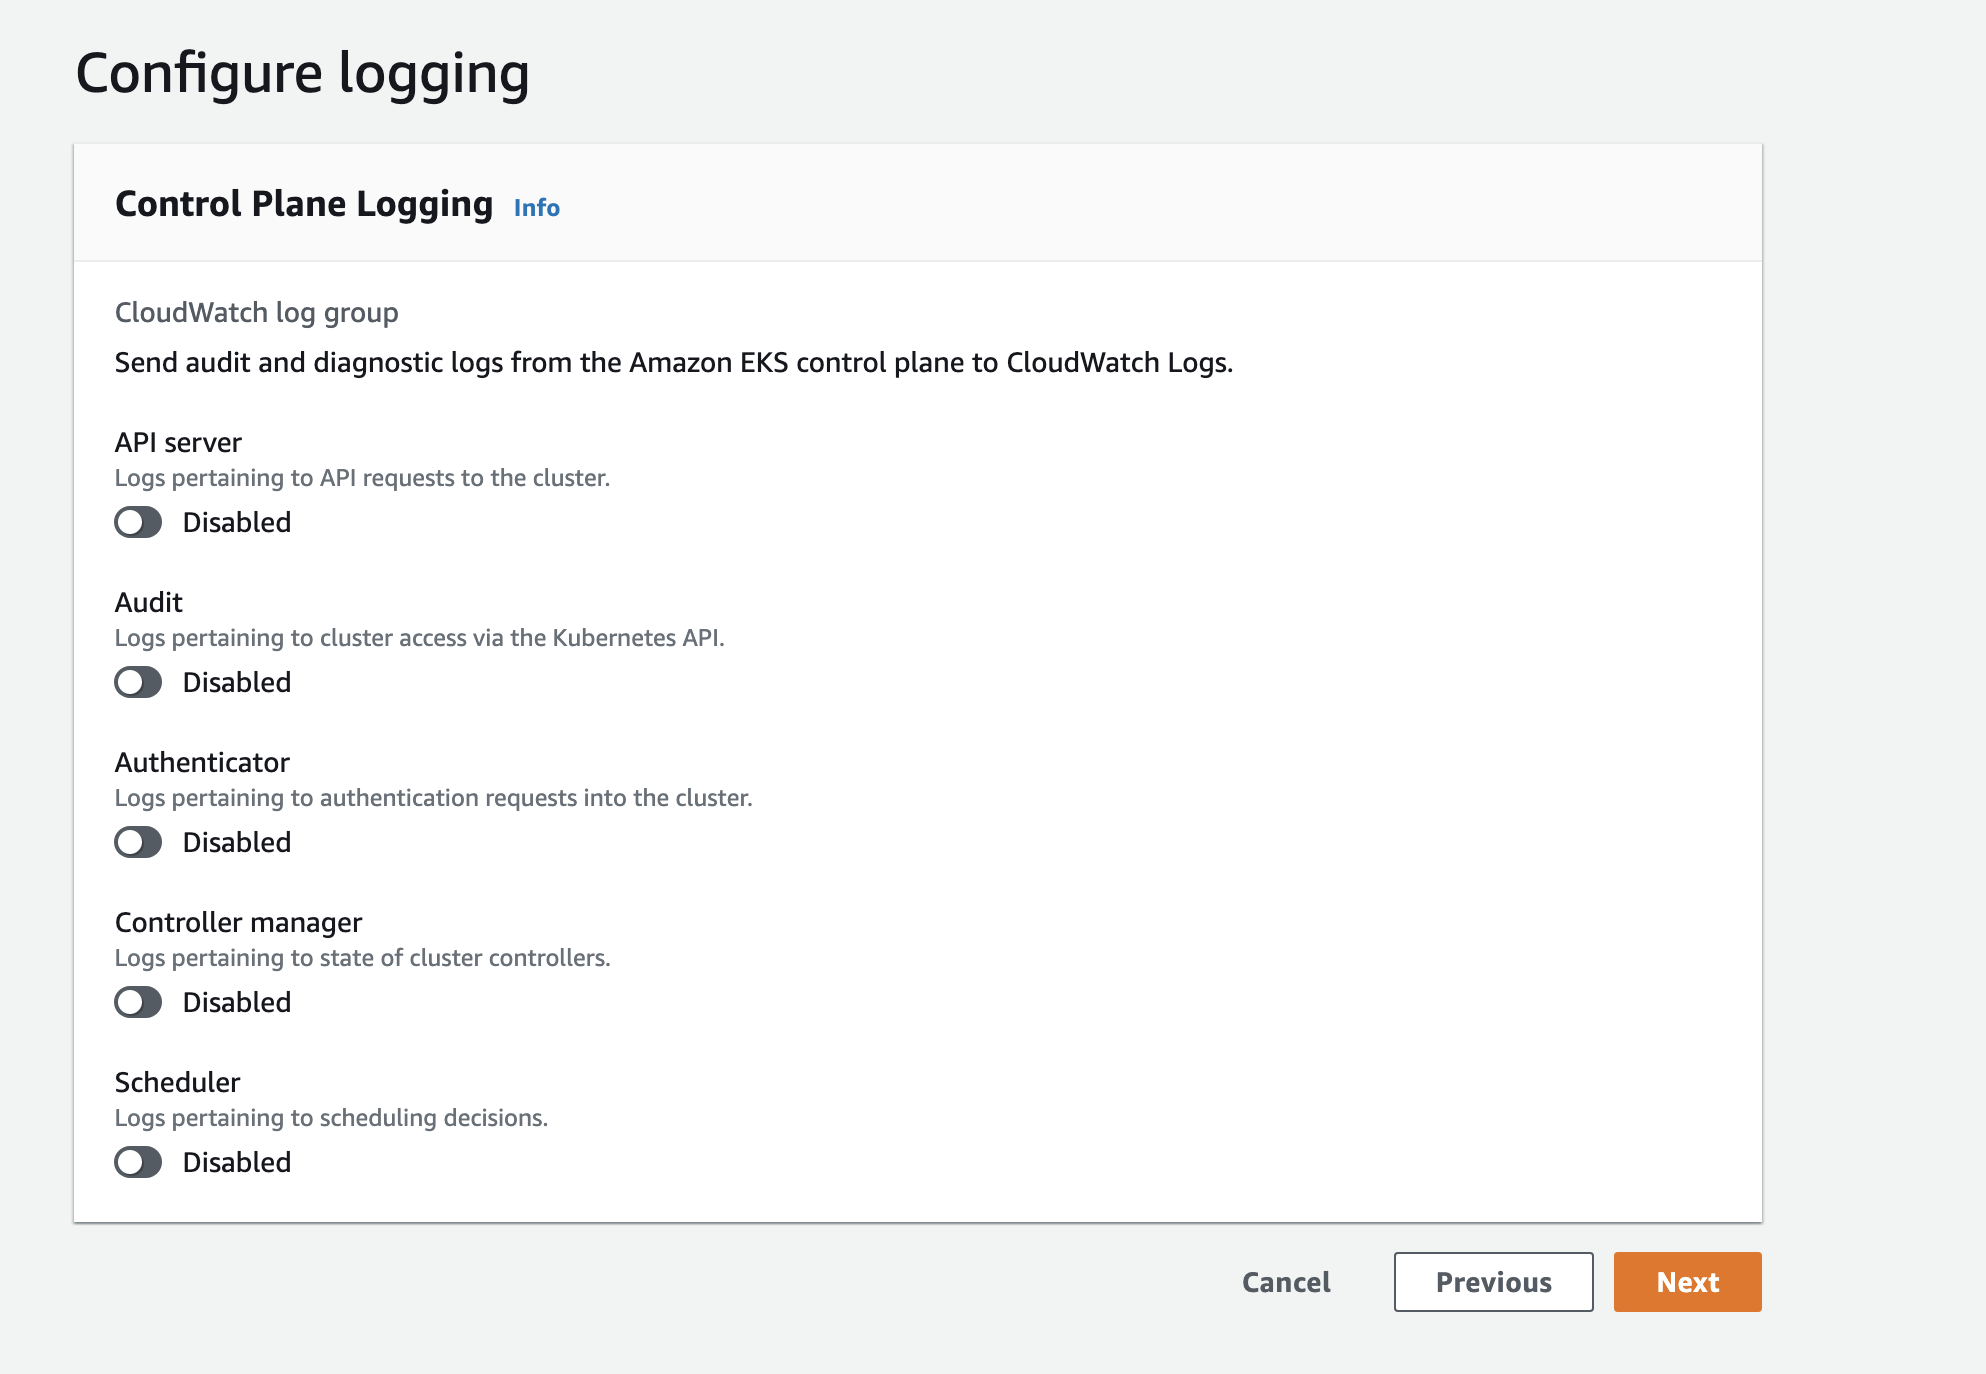 Configure logging
Control Plane Logging Info
CloudWatch log group
Send audit and diagnostic logs from the Amazon EKS control plane to CloudWatch Logs.
API server
Logs pertaining to API requests to the cluster.
Disabled
Audit
Logs pertaining to cluster access via the Kubernetes API.
Disabled
Authenticator
Logs pertaining to authentication requests into the cluster.
Disabled
Controller manager
Logs pertaining to state of cluster controllers.
Disabled
Scheduler
Logs pertaining to scheduling decisions.
Disabled
Cancel Previous Next